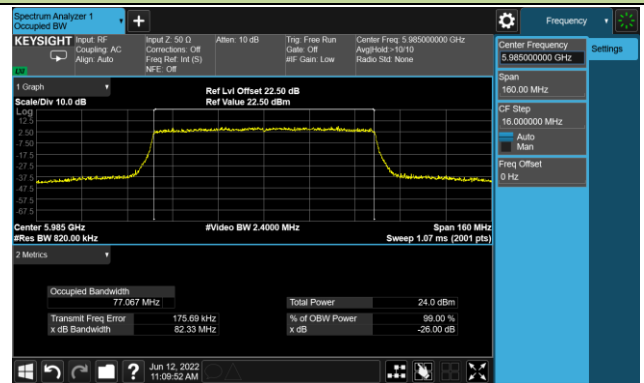 Spectrum Analyzer 1
Occupied BW
+
Frequency
KEYSIGHT
Input: RF
Coupling: AC
Align: Auto
Input Z: 50 Ω
Corrections: Off
Freq Ref: Int (S)
NFE: Off
Atten: 10 dB
Trig: Free Run
Gate: Off
#IF Gain: Low
Center Freq: 5.985000000 GHz
Avg|Hold:>10/10
Radio Std: None
Center Frequency
5.985000000 GHz
Settings
Span
160.00 MHz
CF Step
16.000000 MHz
Auto
Man
Freq Offset
0 Hz
1 Graph
Scale/Div 10.0 dB
Ref Lvl Offset 22.50 dB
Ref Value 22.50 dBm
Log
12.5
2.50
-7.50
-17.5
-27.5
-37.5
-47.5
-57.5
-67.5
Center 5.985 GHz
#Res BW 820.00 kHz
#Video BW 2.4000 MHz
Span 160 MHz
Sweep 1.07 ms (2001 pts)
2 Metrics
Occupied Bandwidth
77.067 MHz
Total Power 24.0 dBm
Transmit Freq Error 175.69 kHz
% of OBW Power 99.00 %
x dB Bandwidth 82.33 MHz
x dB -26.00 dB
?
Jun 12, 2022
11:09:52 AM